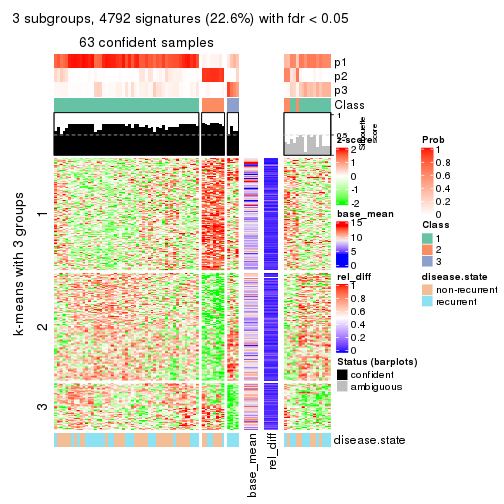 3 subgroups, 4792 signatures (22.6%) with fdr < 0.05
63 confident samples
p1
p2
p3
Class
1
0.5
0
Silhouette
score
k-means with 3 groups
1
2
3
z-score
2
1
0
-1
-2
base_mean
15
10
5
0
rel_diff
1
0.8
0.6
0.4
0.2
0
Status (barplots)
confident
ambiguous
Prob
1
0.8
0.6
0.4
0.2
0
Class
1
2
3
disease.state
non-recurrent
recurrent
disease.state
base_mean
rel_diff